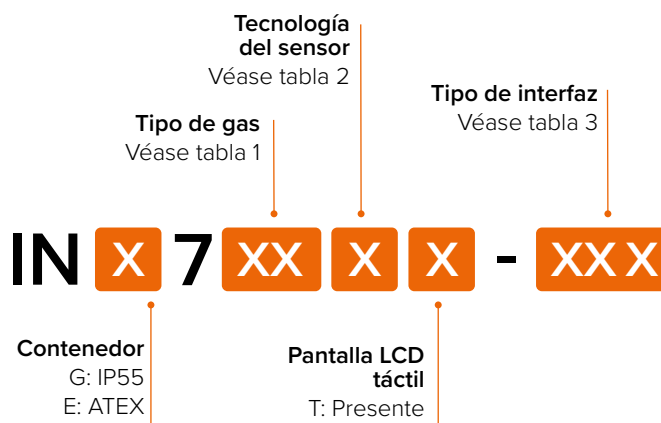 Tecnología
del sensor
Véase tabla 2
Tipo de interfaz
Véase tabla 3
Tipo de gas
Véase tabla 1
IN X 7 XX X X - XX X
Contenedor
G: IP55
E: ATEX
Pantalla LCD
táctil
T: Presente